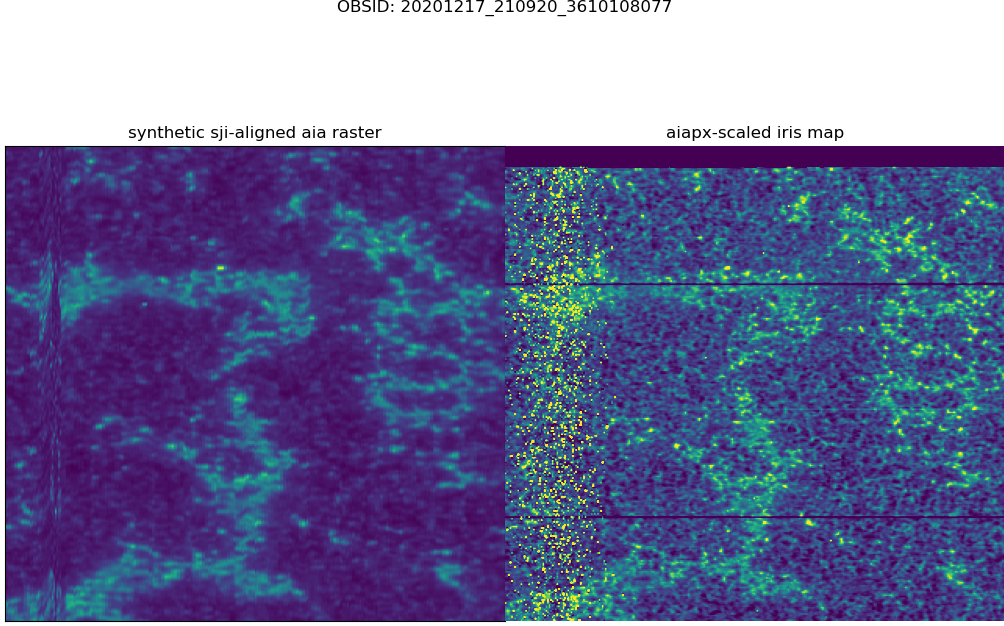 OBSID: 20201217_210920_3610108077
synthetic sji-aligned aia raster
aiapx-scaled iris map